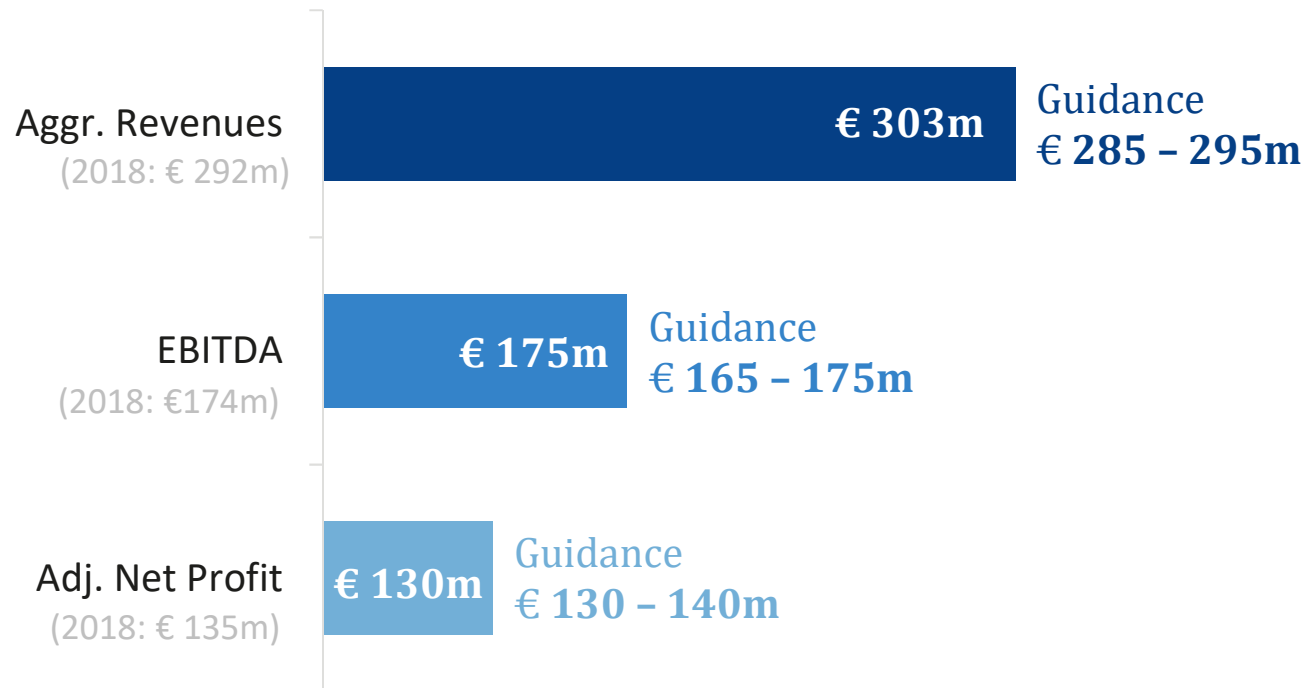 Aggr. Revenues
(2018: € 292m)
€ 303m
Guidance
€ 285 – 295m
EBITDA
(2018: €174m)
€ 175m
Guidance
€ 165 – 175m
Adj. Net Profit
(2018: € 135m)
€ 130m
Guidance
€ 130 – 140m